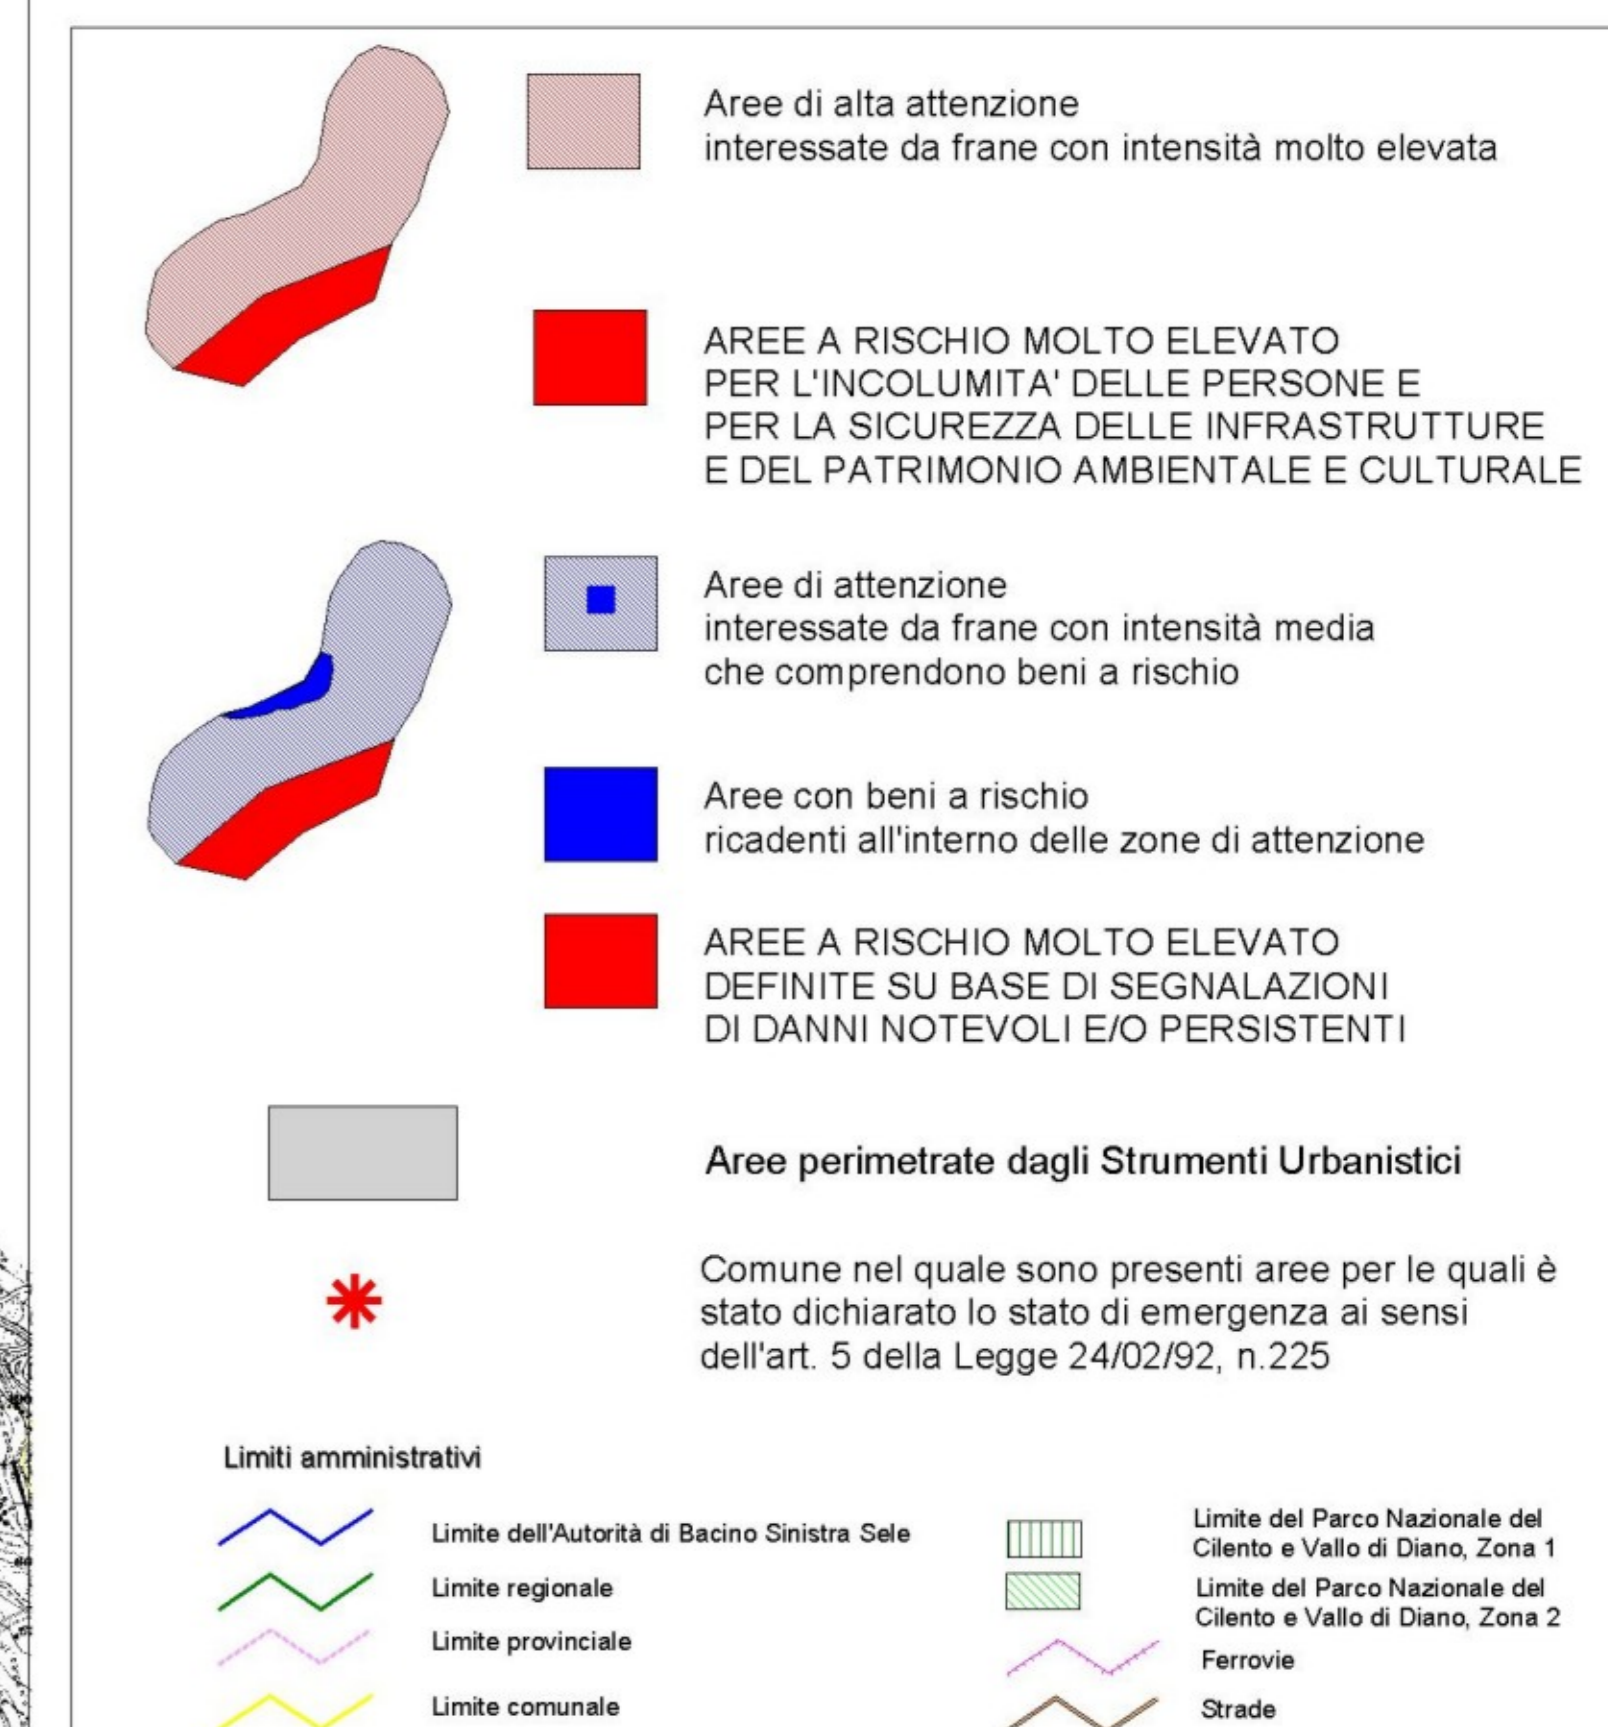 Aree di alta attenzione
interessate da frane con intensità molto elevata
AREE A RISCHIO MOLTO ELEVATO
PER L'INCOLUMITA' DELLE PERSONE E
PER LA SICUREZZA DELLE INFRASTRUTTURE
E DEL PATRIMONIO AMBIENTALE E CULTURALE
Aree di attenzione
interessate da frane con intensità media
che comprendono beni a rischio
Aree con beni a rischio
ricadenti all'interno delle zone di attenzione
AREE A RISCHIO MOLTO ELEVATO
DEFINITE SU BASE DI SEGNALAZIONI
DI DANNI NOTEVOLI E/O PERSISTENTI
Aree perimetrate dagli Strumenti Urbanistici
Comune nel quale sono presenti aree per le quali è
stato dichiarato lo stato di emergenza ai sensi
dell'art. 5 della Legge 24/02/92, n.225
Limiti amministrativi
Limite dell'Autorità di Bacino Sinistra Sele
Limite regionale
Limite provinciale
Limite comunale
Limite del Parco Nazionale del
Cilento e Vallo di Diano, Zona 1
Limite del Parco Nazionale del
Cilento e Vallo di Diano, Zona 2
Ferrovie
Strade